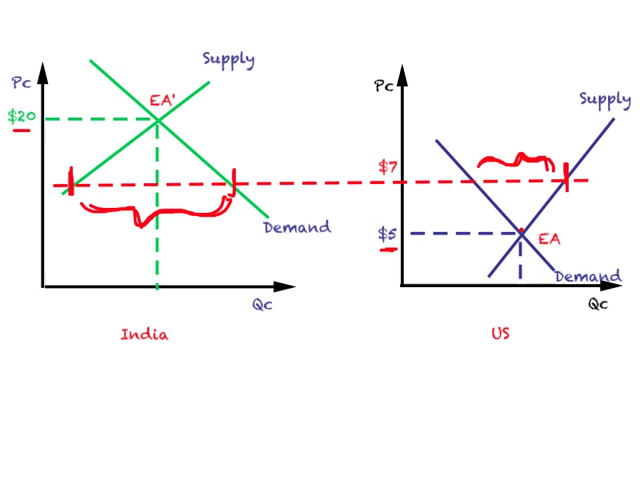 Pc
Supply
EA'
$20
Demand
Qc
India
Pc
Supply
$7
$5
EA
Demand
Qc
US